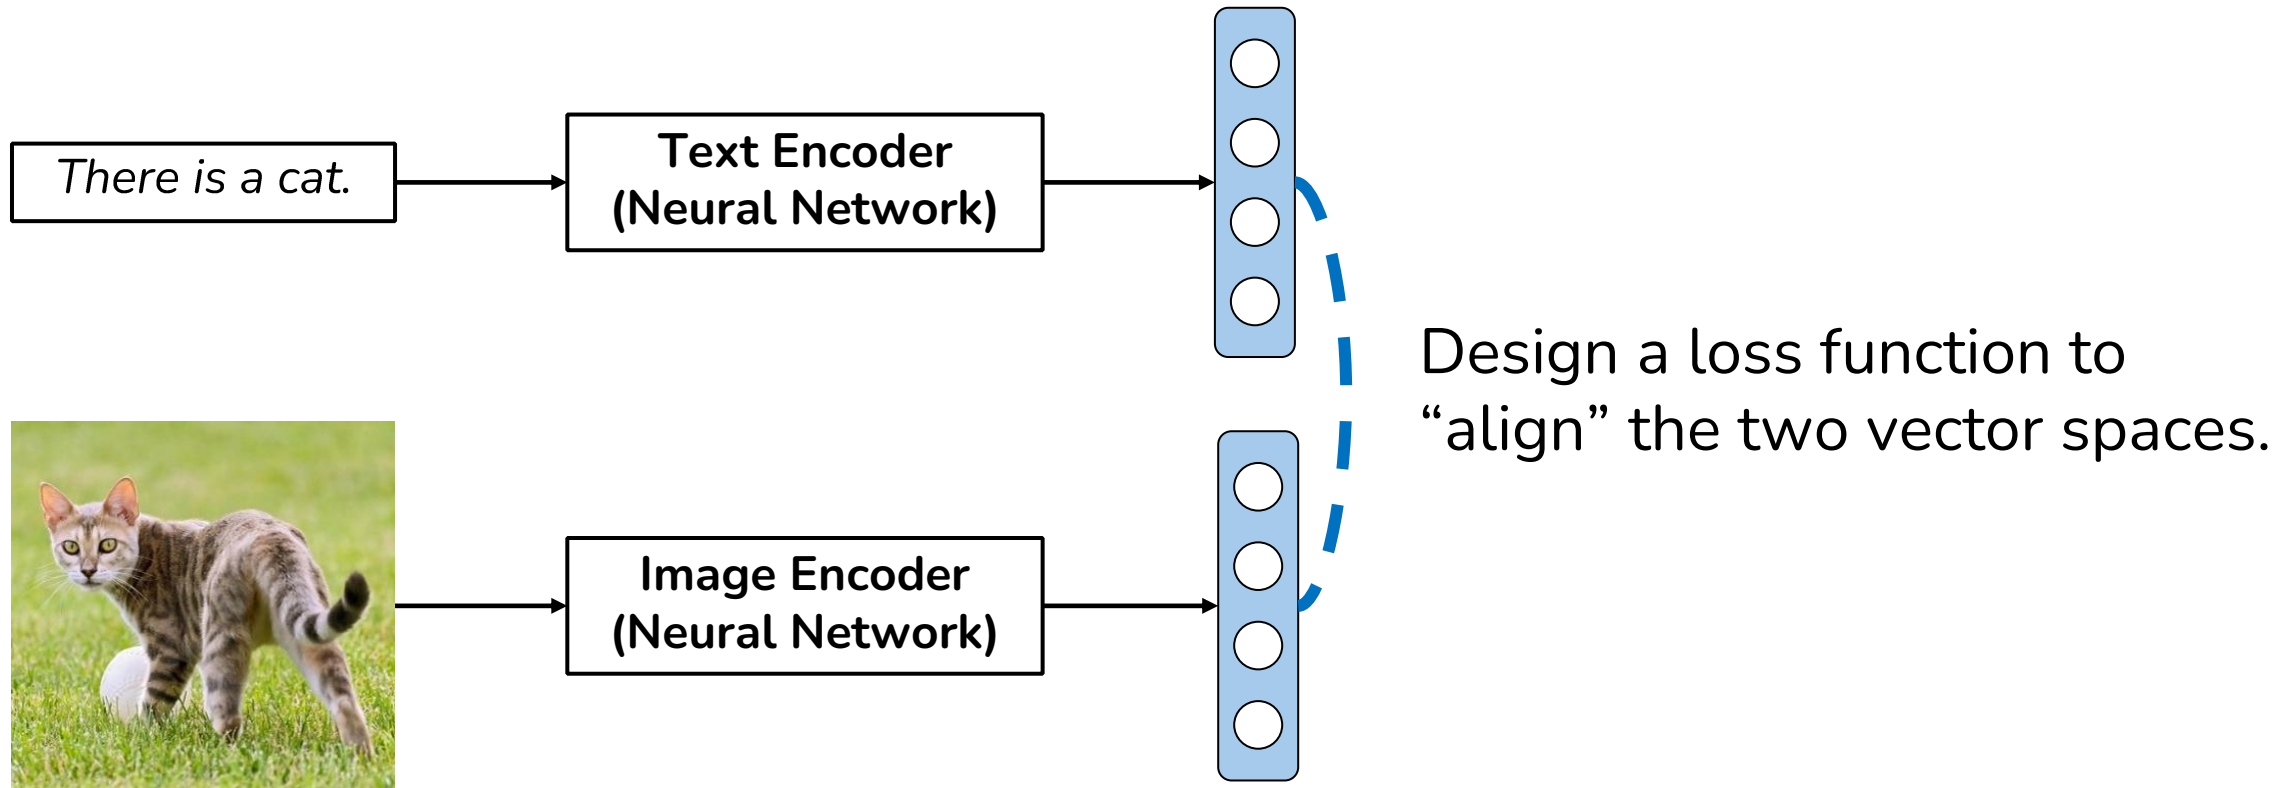 There is a cat.
Text Encoder
(Neural Network)
Design a loss function to
“align” the two vector spaces.
Image Encoder
(Neural Network)